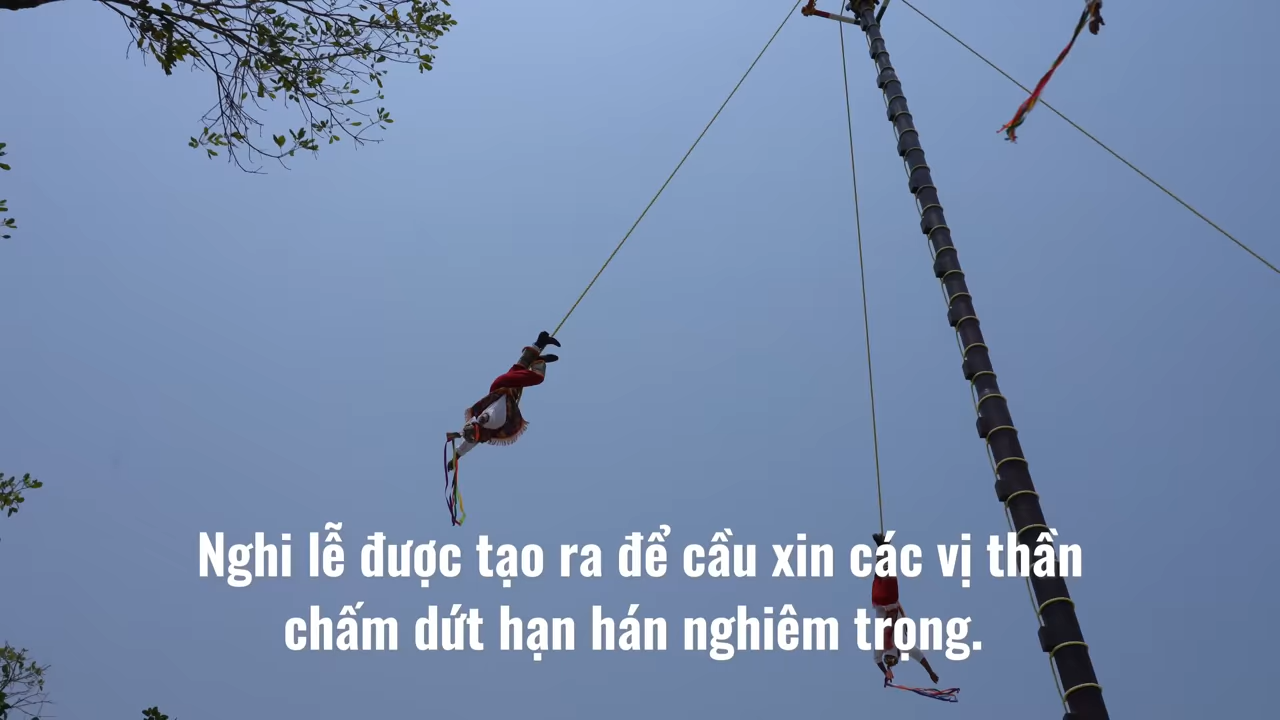 Nghi lễ được tạo ra để cầu xin các vị thần
chấm dứt hạn hán nghiêm trọng.